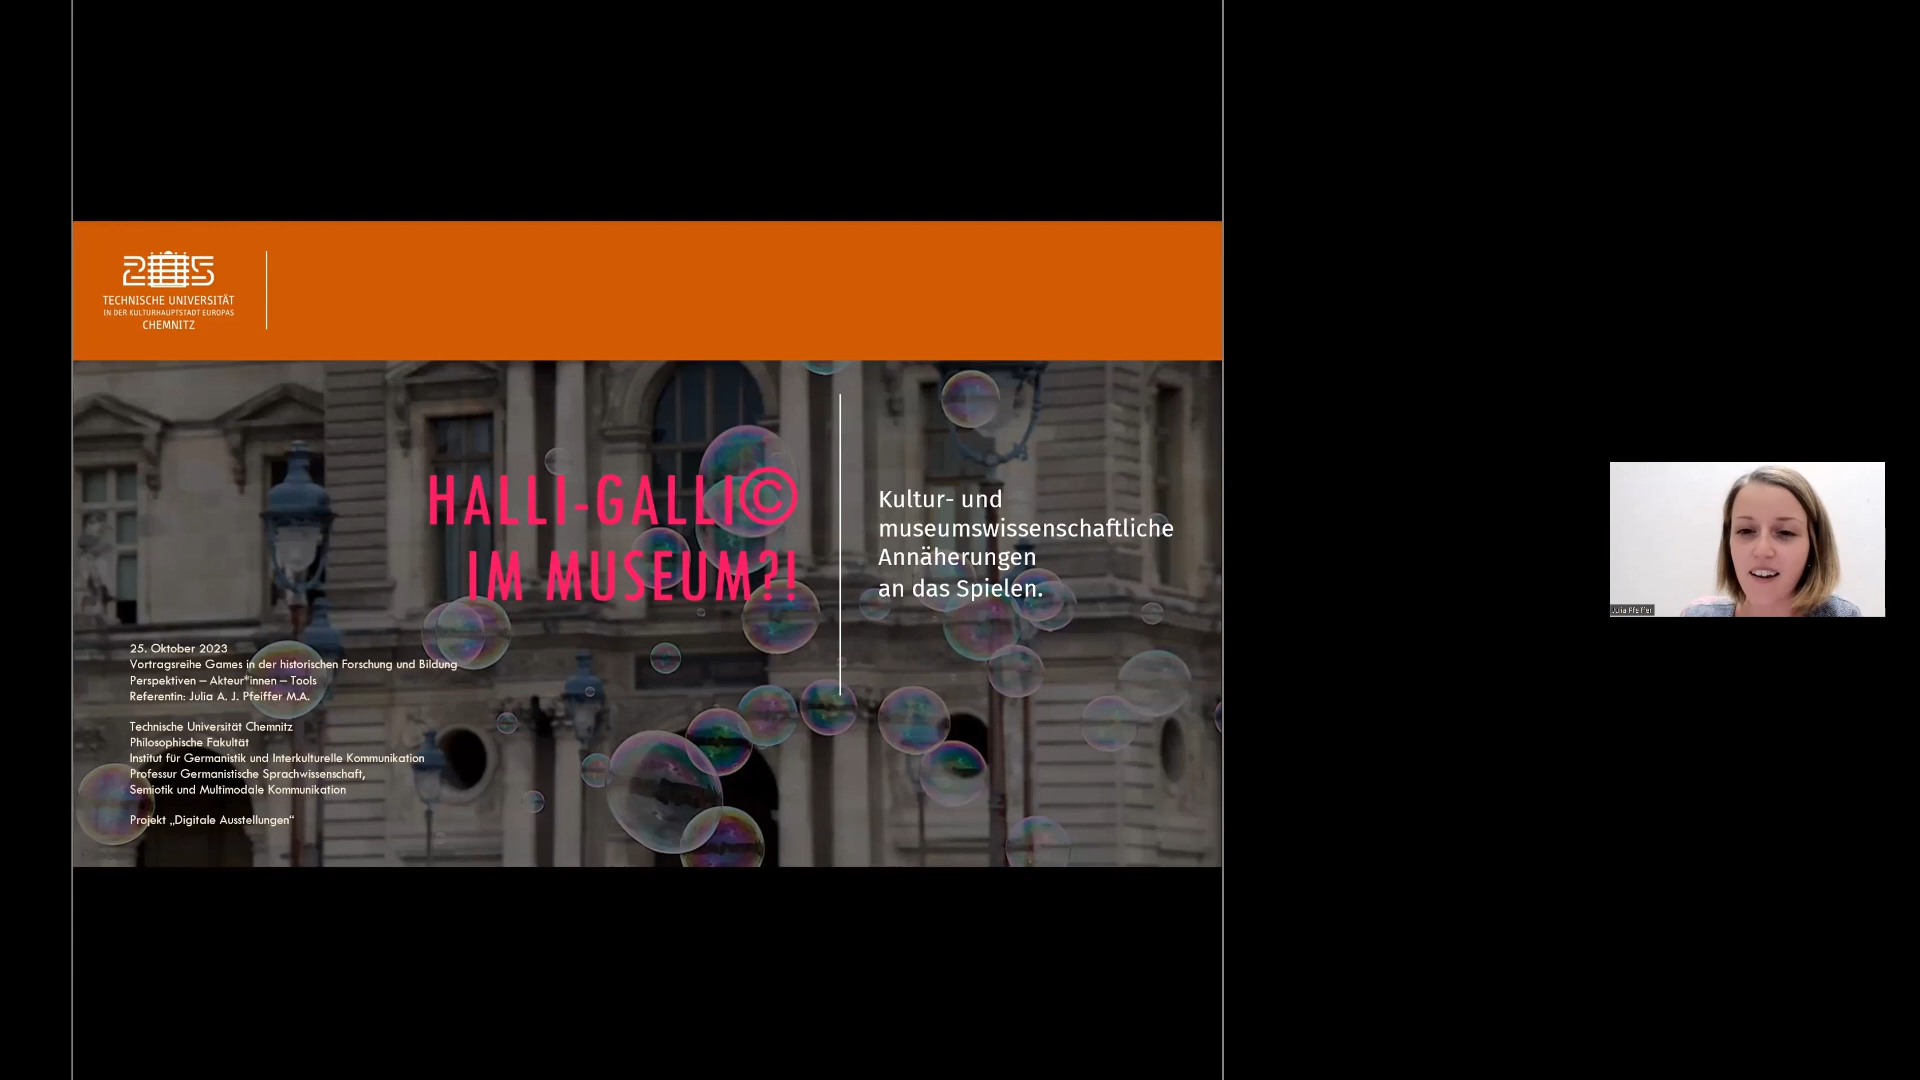 2025
TECHNISCHE UNIVERSITÄT
IN DER KULTURHAUPTSTADT EUROPAS
CHEMNITZ
HALLI-GALLI©
IM MUSEUM?!
Kultur- und
museumswissenschaftliche
Annäherungen
an das Spielen.
25. Oktober 2023
Vortragsreihe Games in der historischen Forschung und Bildung
Perspektiven – Akteur*innen – Tools
Referentin: Julia A. J. Pfeiffer M.A.
Technische Universität Chemnitz
Philosophische Fakultät
Institut für Germanistik und Interkulturelle Kommunikation
Professur Germanistische Sprachwissenschaft,
Semiotik und Multimodale Kommunikation
Projekt „Digitale Ausstellungen“
Julia Pfeiffer